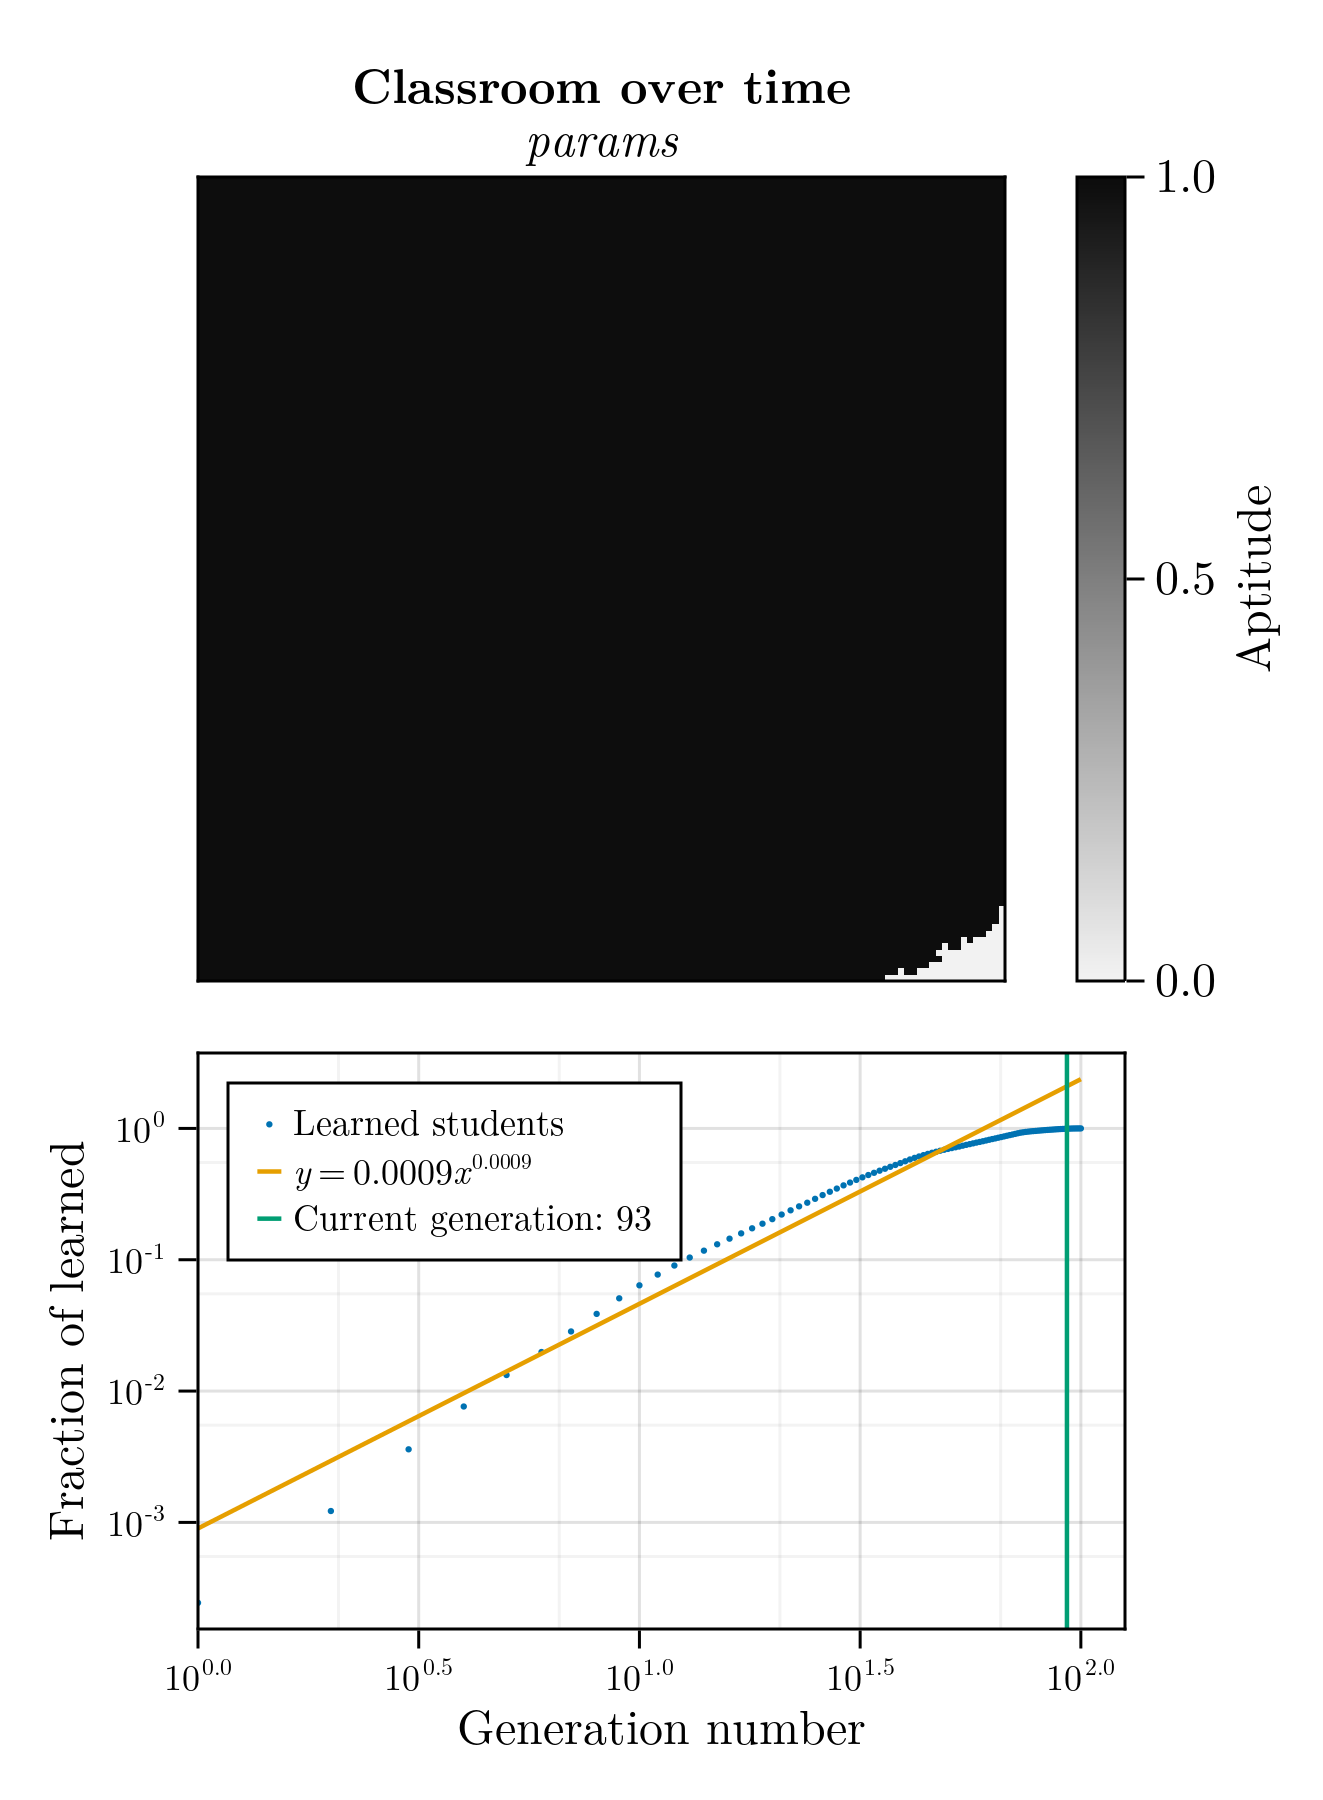 Classroom over time
params
1.0
0.5
0.0
Aptitude
Learned students
y = 0.0009x^0.0009
Current generation: 93
10^0
10^-1
10^-2
10^-3
Fraction of learned
10^0.0 10^0.5 10^1.0 10^1.5 10^2.0
Generation number